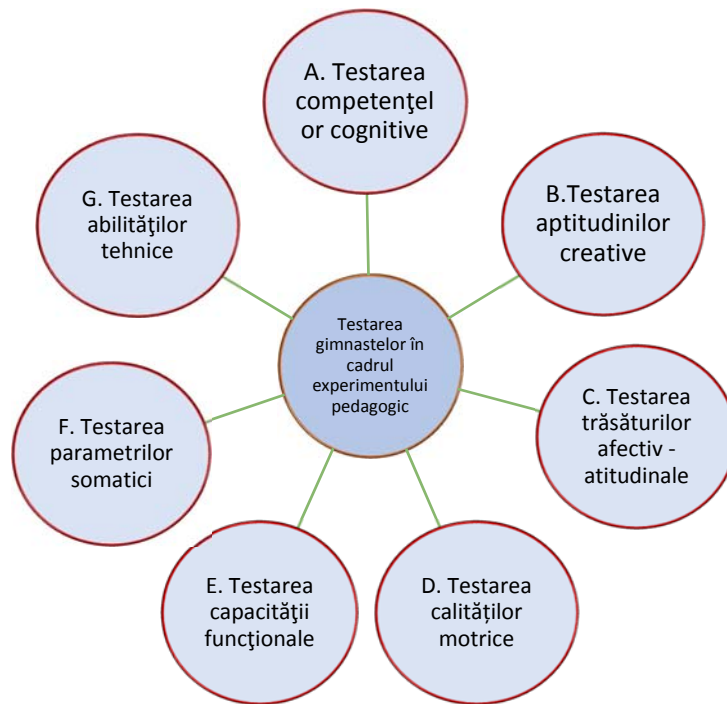 A. Testarea
competenţel
or cognitive
B.Testarea
aptitudinilor
creative
C. Testarea
trăsăturilor
afectiv -
atitudinale
D. Testarea
calităților
motrice
E. Testarea
capacităţii
funcţionale
F. Testarea
parametrilor
somatici
G. Testarea
abilităţilor
tehnice
Testarea
gimnastelor în
cadrul
experimentului
pedagogic